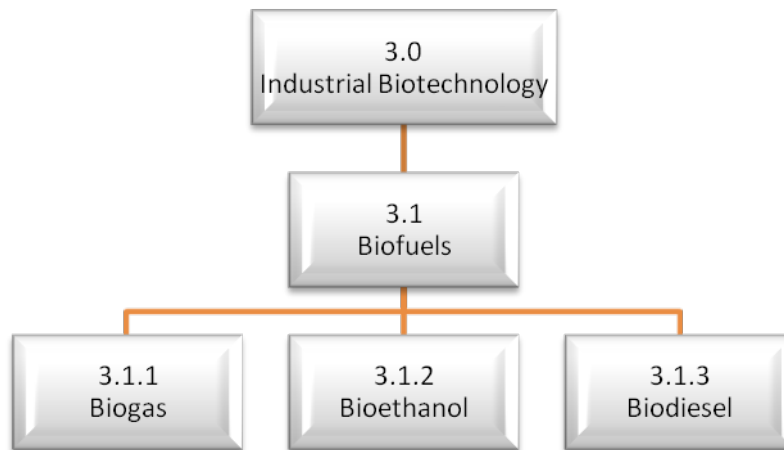 3.0
Industrial Biotechnology
3.1
Biofuels
3.1.1
Biogas
3.1.2
Bioethanol
3.1.3
Biodiesel